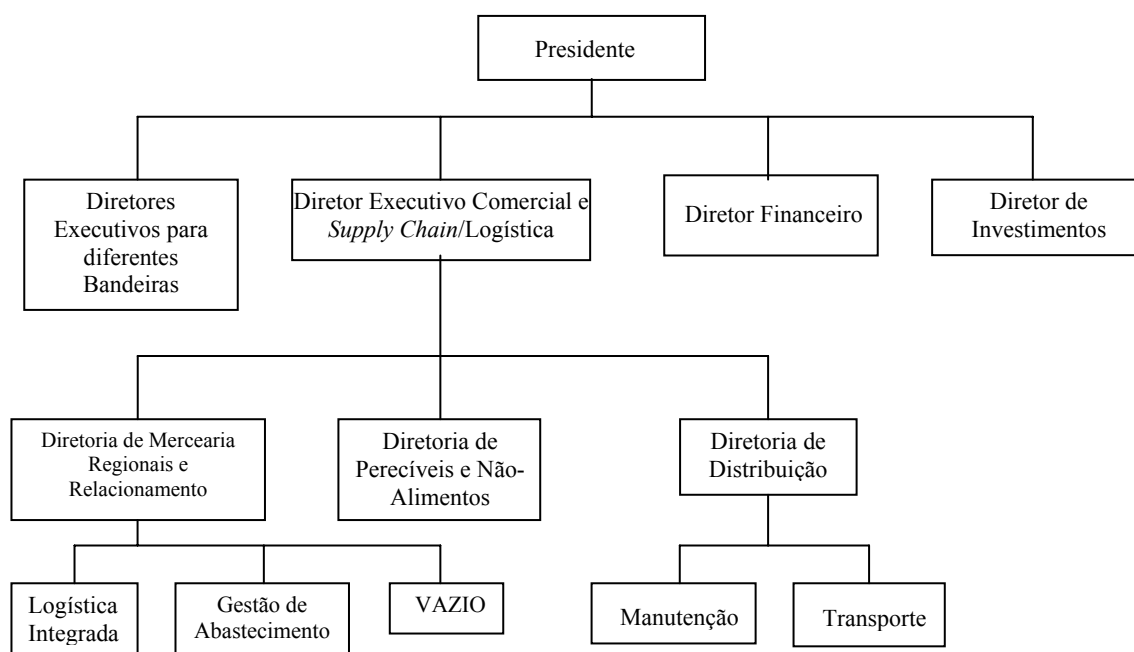 Presidente
Diretores
Executivos para
diferentes
Bandeiras
Diretor Executivo Comercial e
Supply Chain/Logística
Diretor Financeiro
Diretor de
Investimentos
Diretoria de Mercearia
Regionais e
Relacionamento
Diretoria de
Perecíveis e Não-
Alimentos
Diretoria de
Distribuição
Logística
Integrada
Gestão de
Abastecimento
VAZIO
Manutenção
Transporte